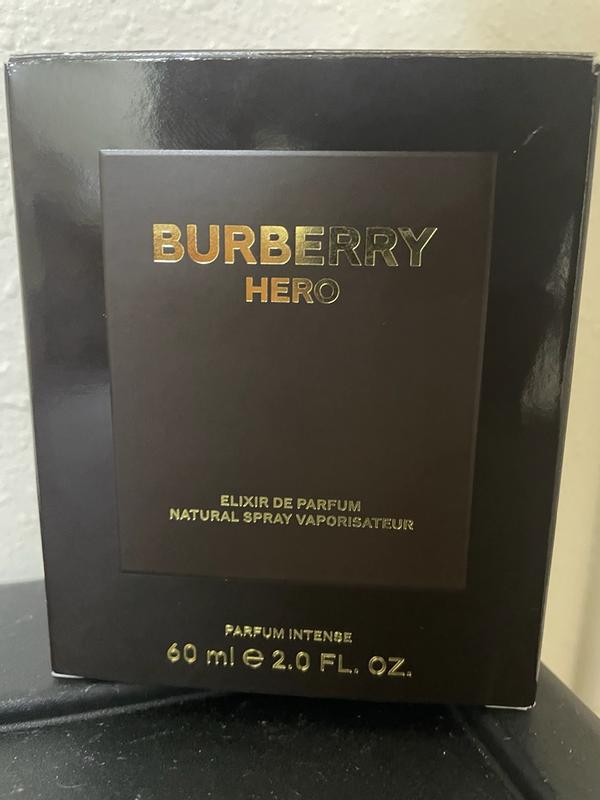 BURBERRY
HERO
ELIXIR DE PARFUM
NATURAL SPRAY VAPORISATEUR
PARFUM INTENSE
60 ml ℮ 2.0 FL. OZ.